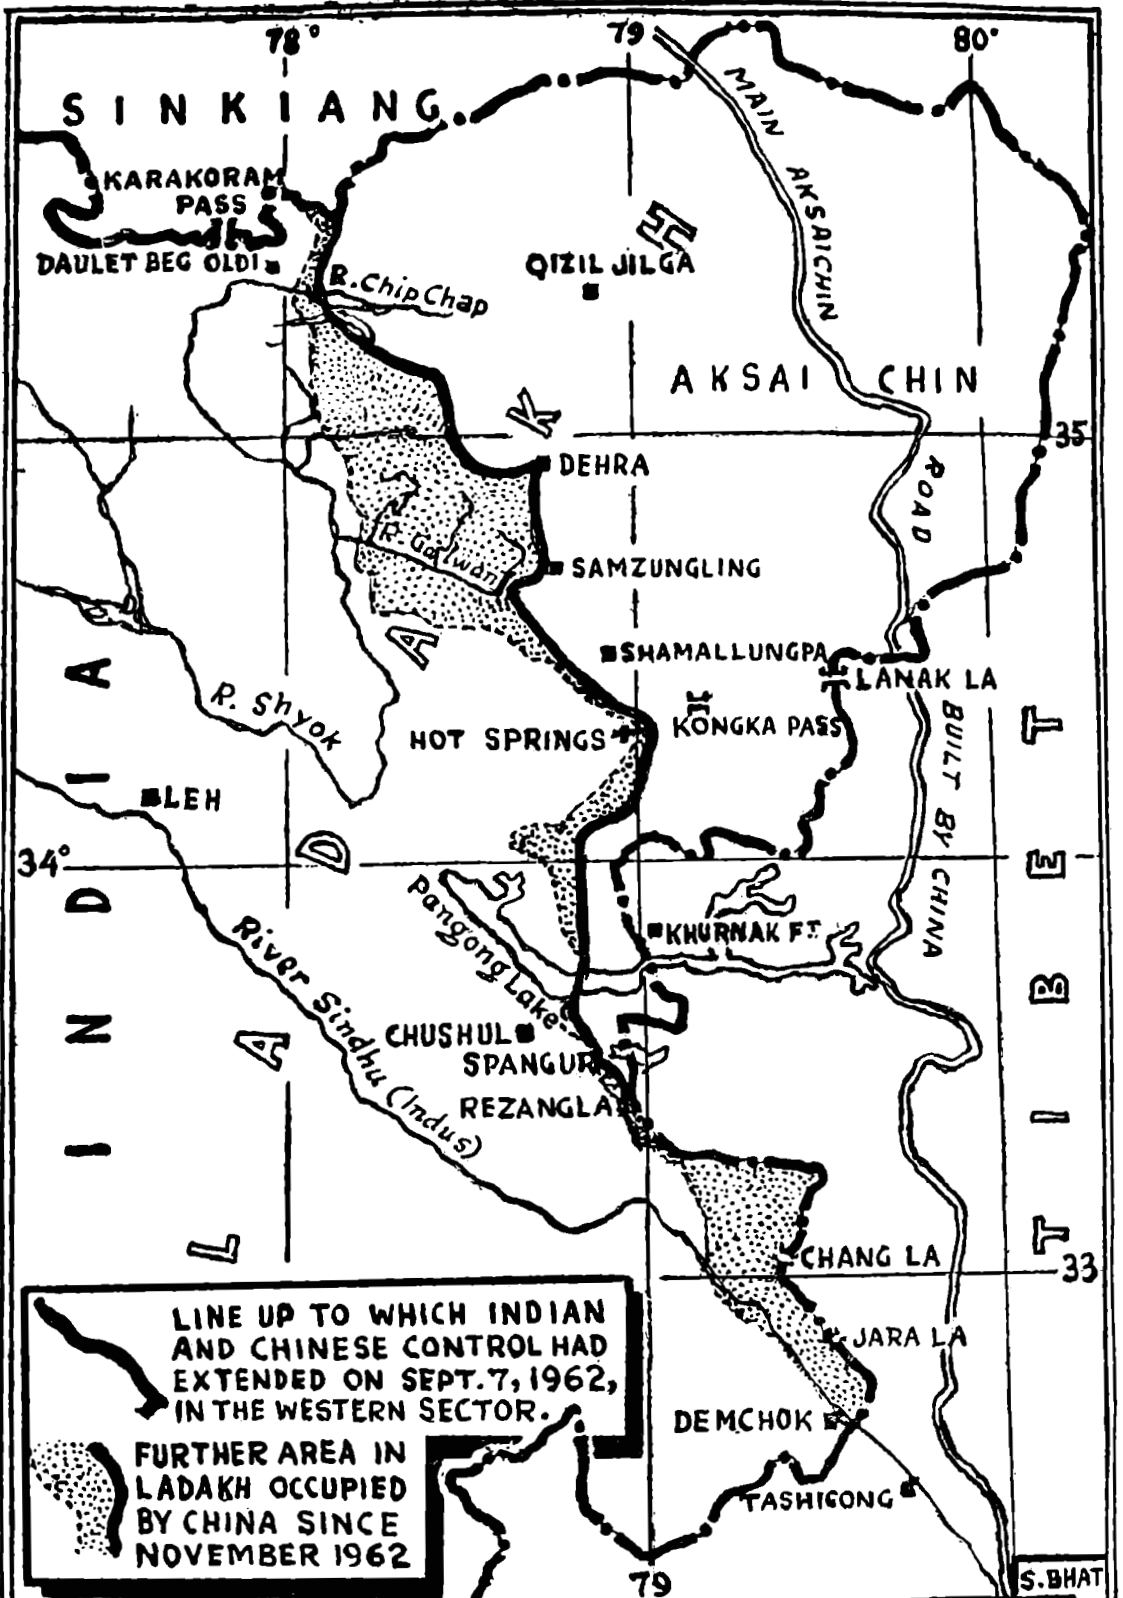 78°
79
80°
SINKIANG
KARAKORAM
PASS
DAULET BEG OLDI
R. Chip Chap
QIZIL JILGA
MAIN AKSAICHIN ROAD BUILT BY CHINA
AKSAI CHIN
35
DEHRA
R. Galwan
SAMZUNGLING
SHAMALLUNGPA
LANAK LA
KONGKA PASS
HOT SPRINGS
R. Shyok
LEH
34°
INDIA
LADAKH
TIBET
Pangong Lake
KHURNAK FT
River Sindhu (Indus)
CHUSHUL
SPANGUR
REZANGLA
CHANG LA
33
JARA LA
DEMCHOK
TASHIGONG
LINE UP TO WHICH INDIAN
AND CHINESE CONTROL HAD
EXTENDED ON SEPT. 7, 1962,
IN THE WESTERN SECTOR.
FURTHER AREA IN
LADAKH OCCUPIED
BY CHINA SINCE
NOVEMBER 1962
79
S. BHAT